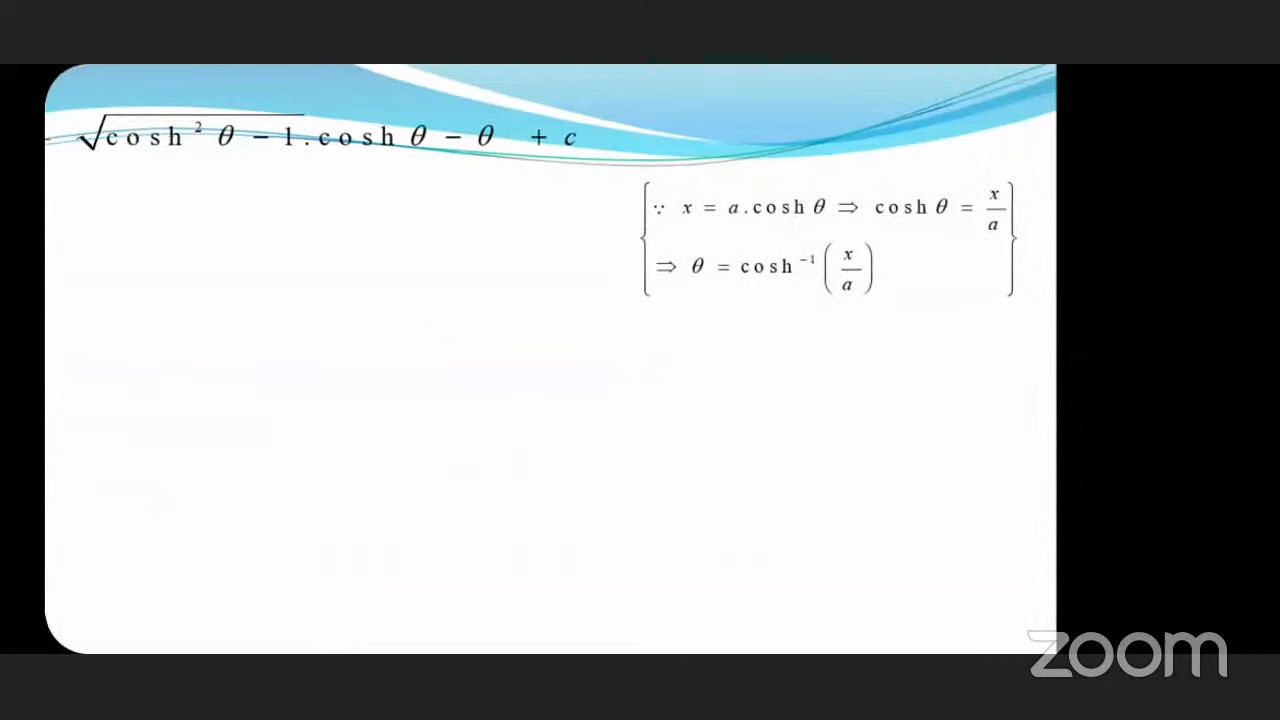 - √cosh² θ − 1 . cosh θ − θ + c
∵ x = a . cosh θ ⇒ cosh θ = x/a
⇒ θ = cosh⁻¹ (x/a)
zoom